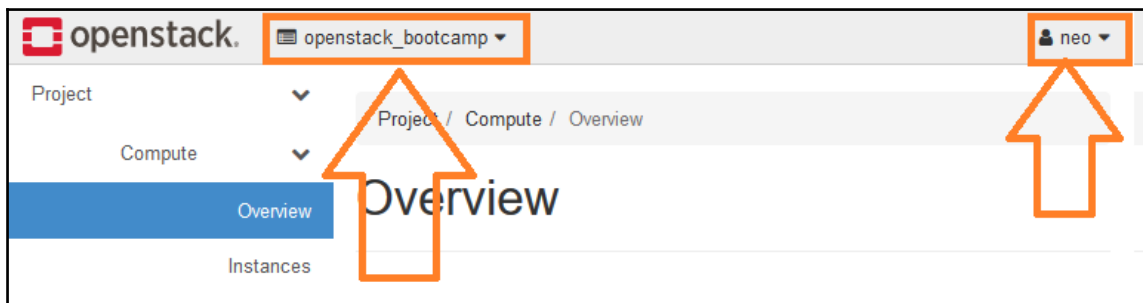 openstack. openstack_bootcamp neo
Project
Project / Compute / Overview
Compute
Overview
Overview
Instances